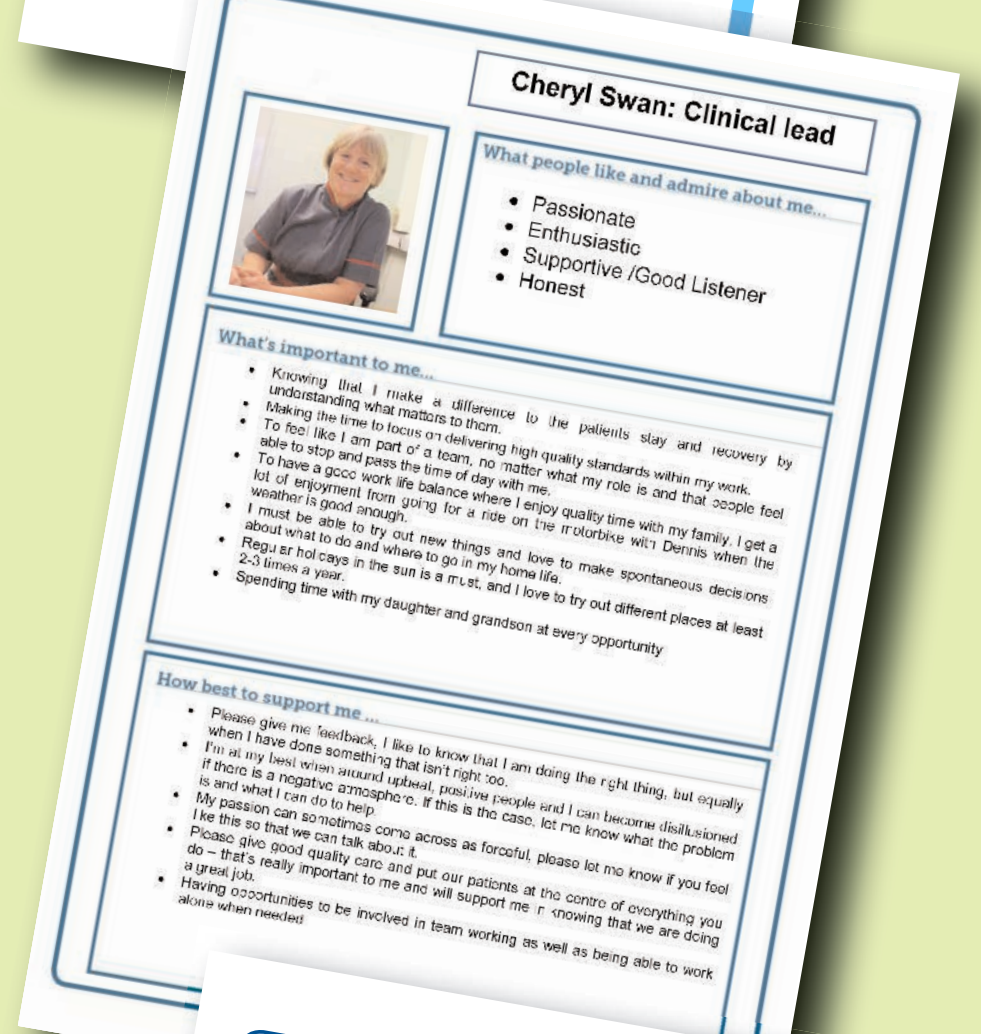 Cheryl Swan: Clinical lead
What people like and admire about me...
• Passionate
• Enthusiastic
• Supportive /Good Listener
• Honest
What's important to me...
• Knowing that I make a difference to the patients stay and recovery by
understanding what matters to them.
• Making the time to focus on delivering high quality standards within my work.
• To feel like I am part of a team, no matter what my role is and that people feel
able to stop and pass the time of day with me.
• To have a good work life balance where I enjoy quality time with my family. I get a
lot of enjoyment from going for a ride on the motorbike with Dennis when the
weather is good enough.
• I must be able to try out new things and love to make spontaneous decisions
about what to do and where to go in my home life.
• Regular holidays in the sun is a must, and I love to try out different places at least
2-3 times a year.
• Spending time with my daughter and grandson at every opportunity
How best to support me ...
• Please give me feedback, I like to know that I am doing the right thing, but equally
when I have done something that isn't right too.
• I'm at my best when around upbeat, positive people and I can become disillusioned
if there is a negative atmosphere. If this is the case, let me know what the problem
is and what I can do to help.
• My passion can sometimes come across as forceful, please let me know if you feel
like this so that we can talk about it.
• Please give good quality care and put our patients at the centre of everything you
do – that's really important to me and will support me in knowing that we are doing
a great job.
• Having opportunities to be involved in team working as well as being able to work
alone when needed